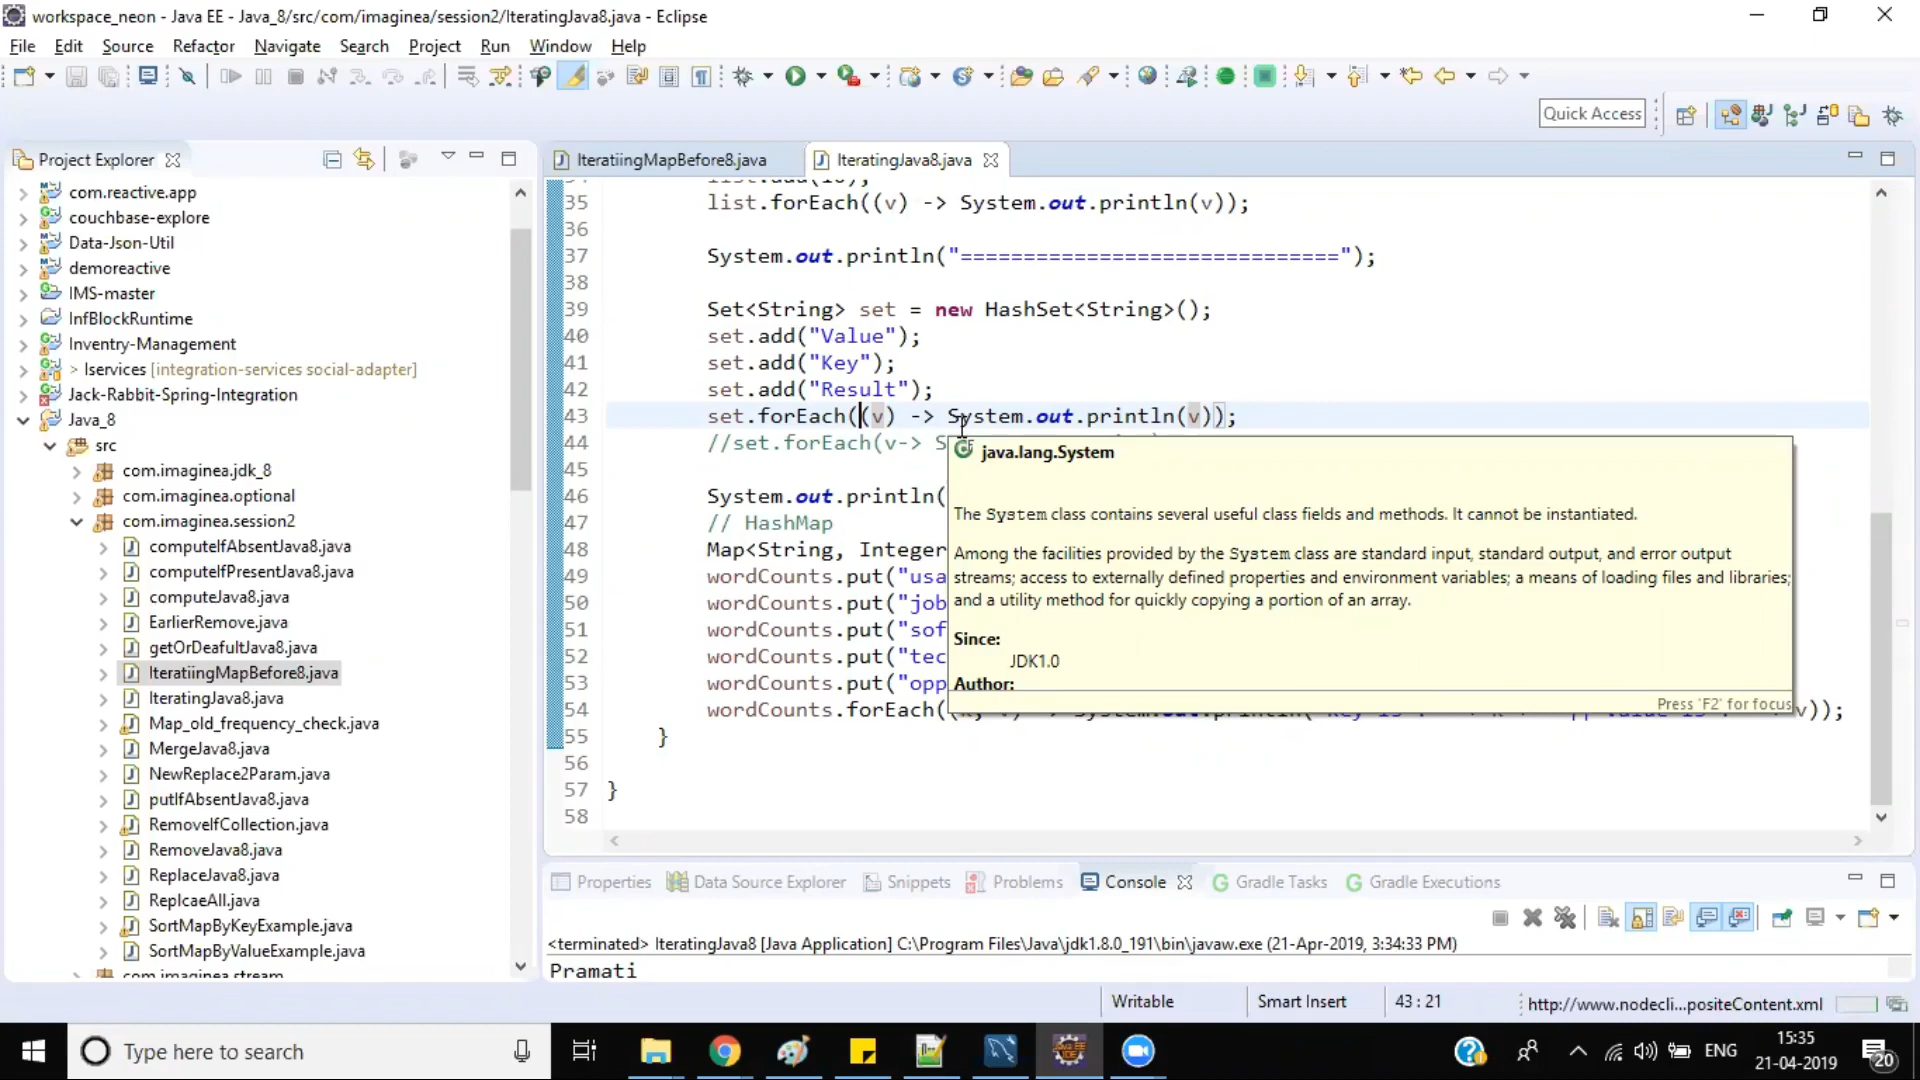 workspace_neon - Java EE - Java_8/src/com/imaginea/session2/IteratingJava8.java - Eclipse
File Edit Source Refactor Navigate Search Project Run Window Help
Quick Access
Project Explorer
IteratiingMapBefore8.java IteratingJava8.java
com.reactive.app
couchbase-explore
Data-Json-Util
demoreactive
IMS-master
InfBlockRuntime
Inventry-Management
> Iservices [integration-services social-adapter]
Jack-Rabbit-Spring-Integration
Java_8
src
com.imaginea.jdk_8
com.imaginea.optional
com.imaginea.session2
computeIfAbsentJava8.java
computeIfPresentJava8.java
computeJava8.java
EarlierRemove.java
getOrDeafultJava8.java
IteratiingMapBefore8.java
IteratingJava8.java
Map_old_frequency_check.java
MergeJava8.java
NewReplace2Param.java
putIfAbsentJava8.java
RemoveIfCollection.java
RemoveJava8.java
ReplaceJava8.java
ReplcaeAll.java
SortMapByKeyExample.java
SortMapByValueExample.java
com.imaginea.stream
35 list.forEach((v) -> System.out.println(v));
36
37 System.out.println("==============================");
38
39 Set<String> set = new HashSet<String>();
40 set.add("Value");
41 set.add("Key");
42 set.add("Result");
43 set.forEach((v) -> System.out.println(v));
44 //set.forEach(v-> S
45
46 System.out.println(
47 // HashMap
48 Map<String, Integer
49 wordCounts.put("usa
50 wordCounts.put("job
51 wordCounts.put("sof
52 wordCounts.put("tec
53 wordCounts.put("opp
54 wordCounts.forEach( v));
55 }
56
57 }
58
java.lang.System
The System class contains several useful class fields and methods. It cannot be instantiated.
Among the facilities provided by the System class are standard input, standard output, and error output
streams; access to externally defined properties and environment variables; a means of loading files and libraries;
and a utility method for quickly copying a portion of an array.
Since:
JDK1.0
Author:
Press 'F2' for focus
Properties Data Source Explorer Snippets Problems Console Gradle Tasks Gradle Executions
<terminated> IteratingJava8 [Java Application] C:\Program Files\Java\jdk1.8.0_191\bin\javaw.exe (21-Apr-2019, 3:34:33 PM)
Pramati
Writable Smart Insert 43 : 21 http://www.nodecli...positeContent.xml
Type here to search
ENG
15:35
21-04-2019
20